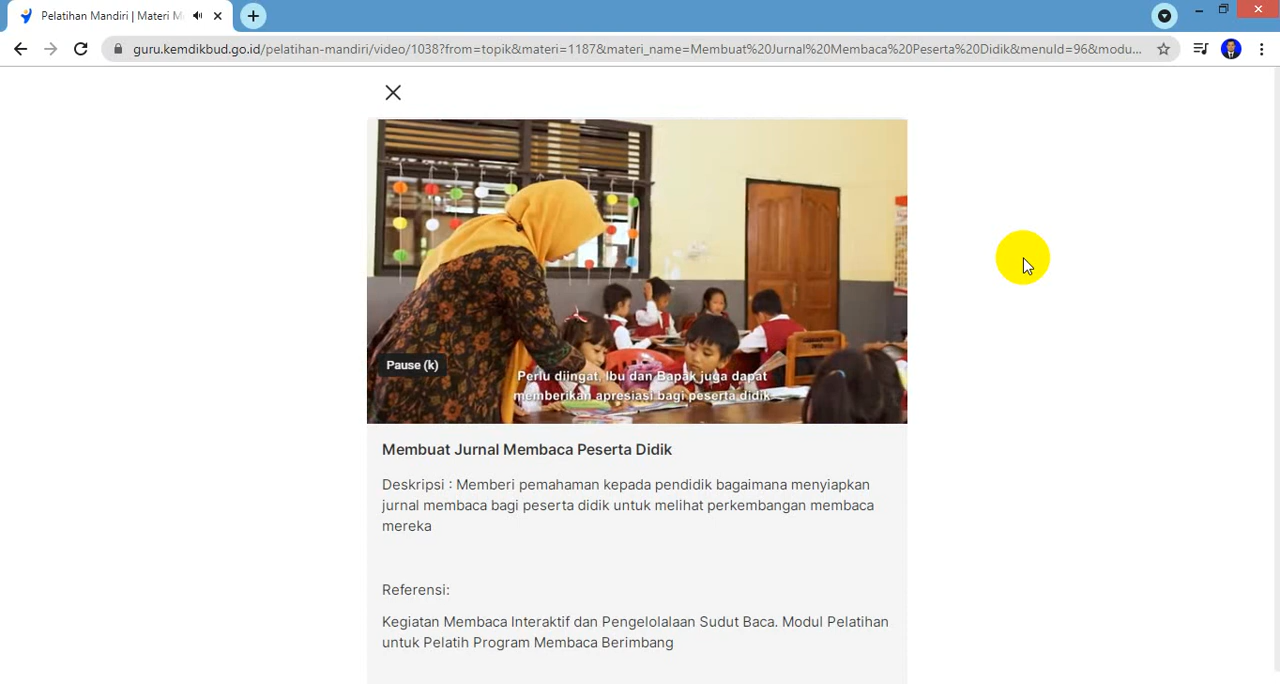 Pelatihan Mandiri | Materi M
guru.kemdikbud.go.id/pelatihan-mandiri/video/1038?from=topik&materi=1187&materi_name=Membuat%20Jurnal%20Membaca%20Peserta%20Didik&menuId=96&modu...
Pause (k)
Perlu diingat, Ibu dan Bapak juga dapat
memberikan apresiasi bagi peserta didik
Membuat Jurnal Membaca Peserta Didik
Deskripsi : Memberi pemahaman kepada pendidik bagaimana menyiapkan
jurnal membaca bagi peserta didik untuk melihat perkembangan membaca
mereka
Referensi:
Kegiatan Membaca Interaktif dan Pengelolalaan Sudut Baca. Modul Pelatihan
untuk Pelatih Program Membaca Berimbang